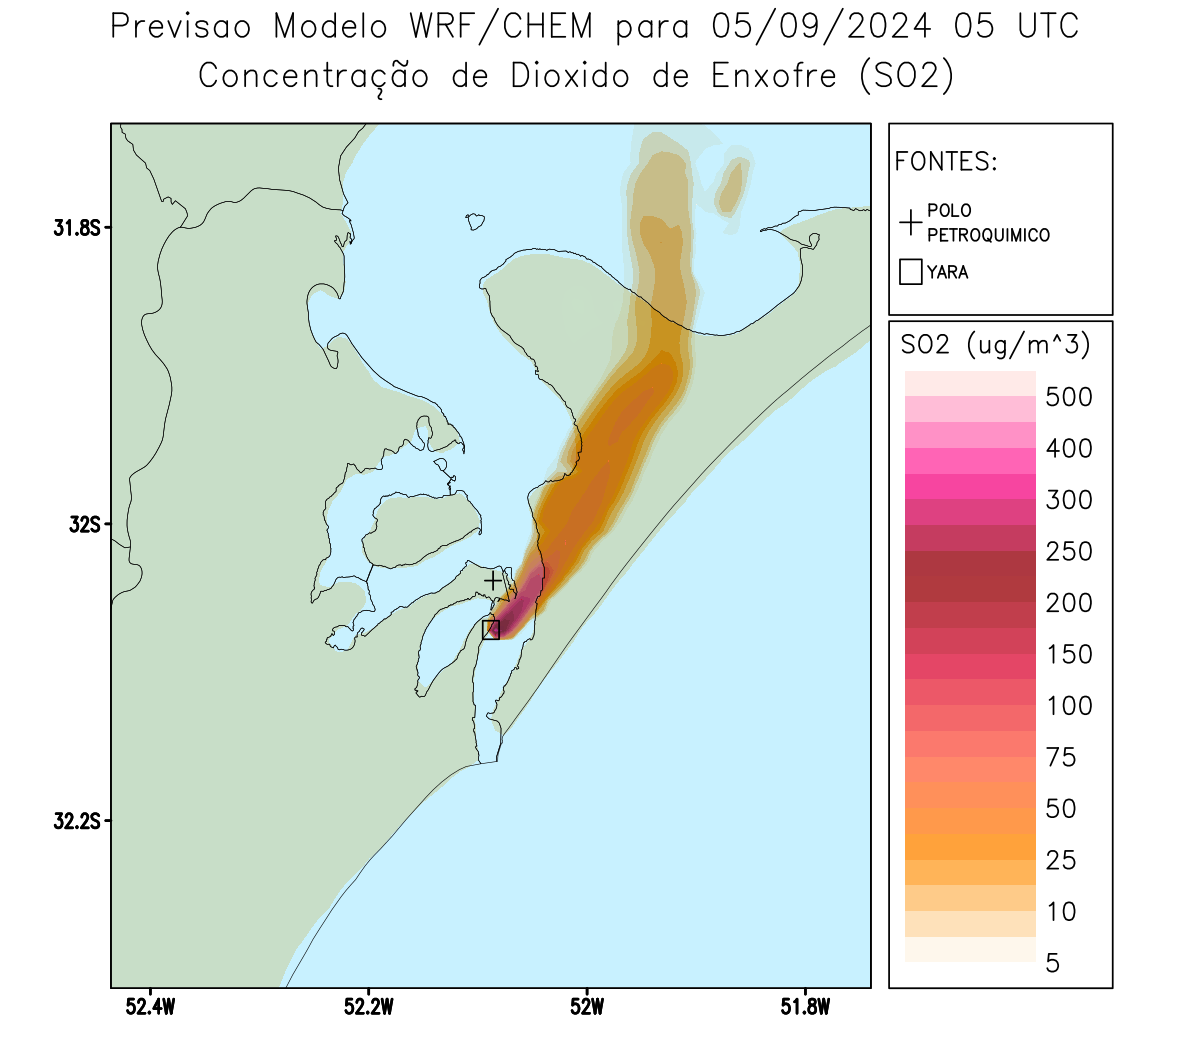 Previsao Modelo WRF/CHEM para 05/09/2024 05 UTC
Concentração de Dioxido de Enxofre (SO2)
FONTES:
POLO
PETROQUIMICO
YARA
SO2 (ug/m^3)
500
400
300
250
200
150
100
75
50
25
10
5
31.8S
32S
32.2S
52.4W
52.2W
52W
51.8W